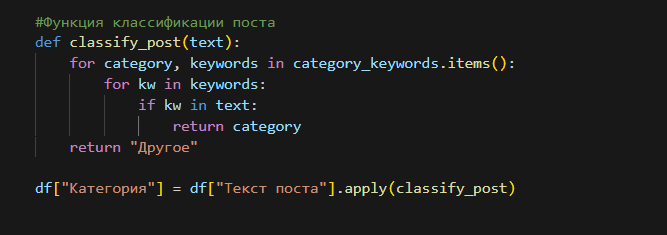 #Функция классификации поста
def classify_post(text):
    for category, keywords in category_keywords.items():
        for kw in keywords:
            if kw in text:
                return category
    return "Другое"
df["Категория"] = df["Текст поста"].apply(classify_post)